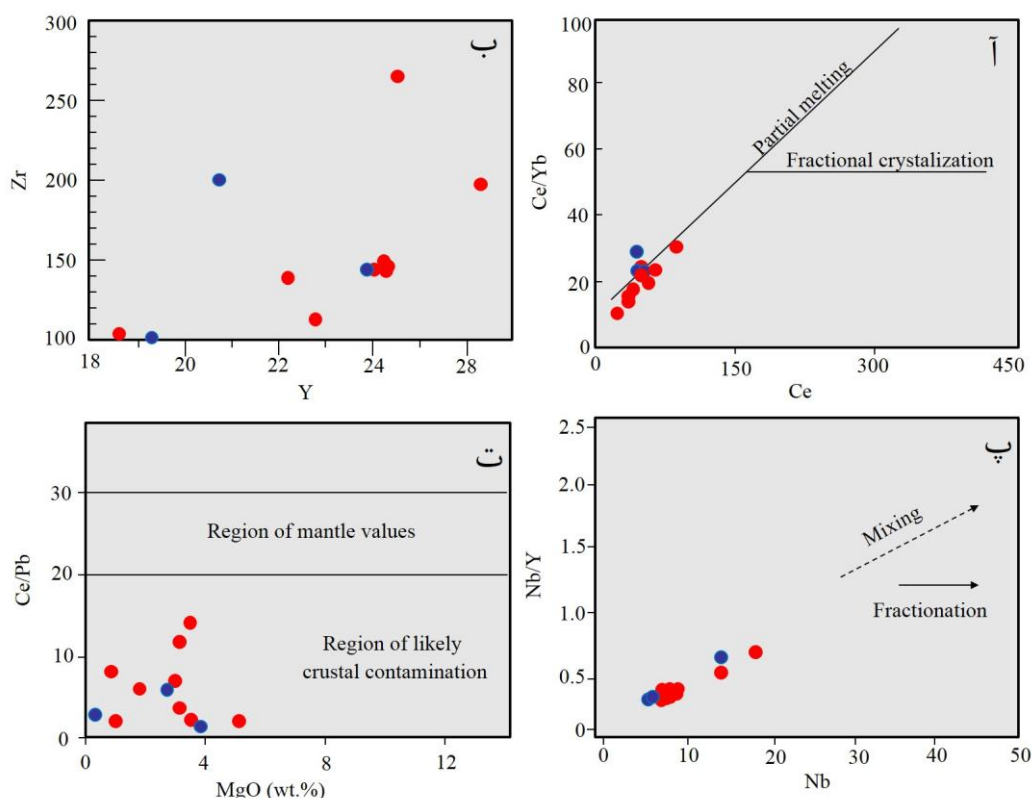 ب
300
250
200
150
100
Zr
18
20
22
24
26
28
Y
آ
100
80
60
40
20
0
Ce/Yb
Partial melting
Fractional crystalization
0
150
300
450
Ce
ت
30
20
10
0
Ce/Pb
Region of mantle values
Region of likely
crustal contamination
0
4
8
12
MgO (wt.%)
پ
2.5
2.0
1.5
1.0
0.5
0
Nb/Y
Mixing
Fractionation
0
10
20
30
40
50
Nb